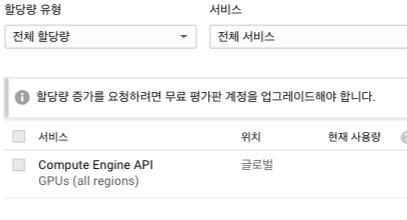 할당량 유형 서비스
전체 할당량 전체 서비스
할당량 증가를 요청하려면 무료 평가판 계정을 업그레이드해야 합니다.
서비스 위치 현재 사용량
Compute Engine API 글로벌
GPUs (all regions)